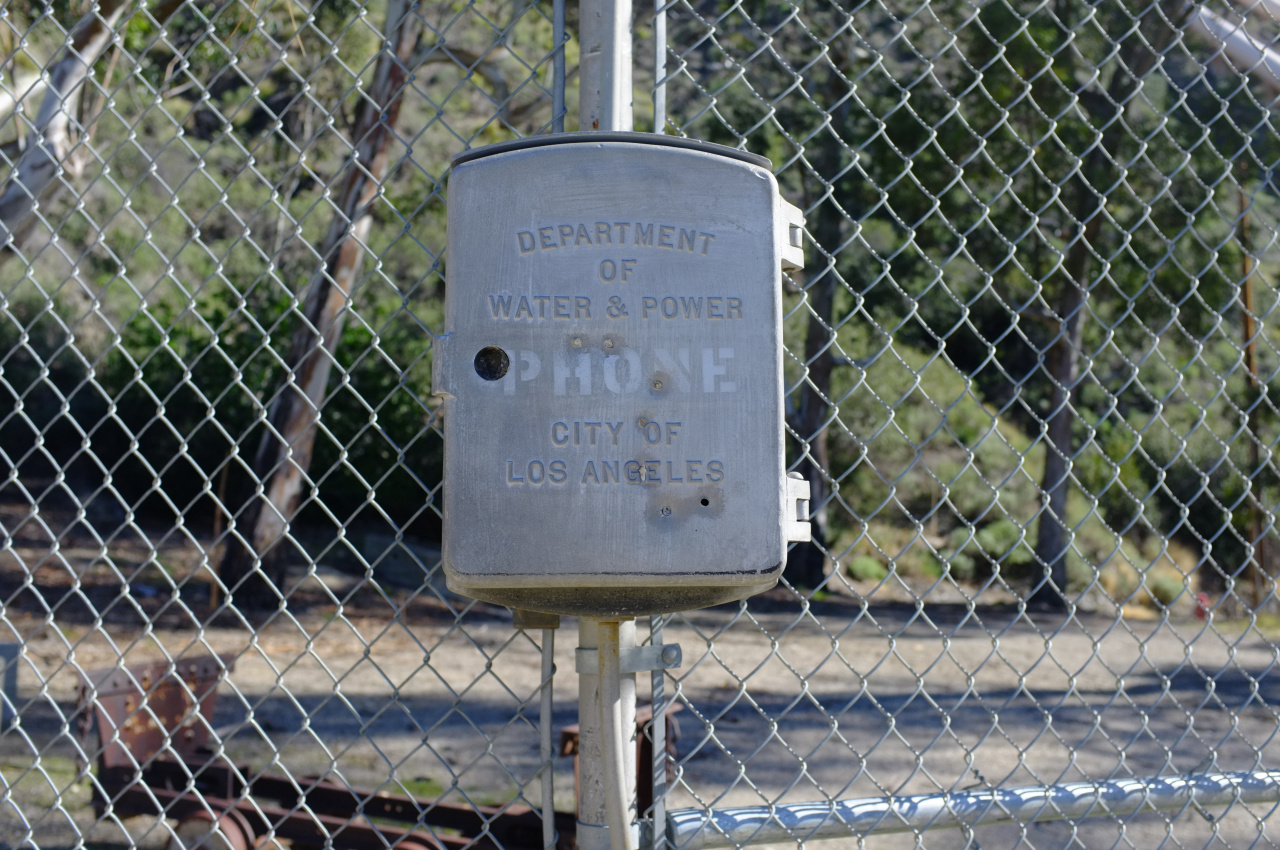 DEPARTMENT
OF
WATER & POWER
PHONE
CITY OF
LOS ANGELES